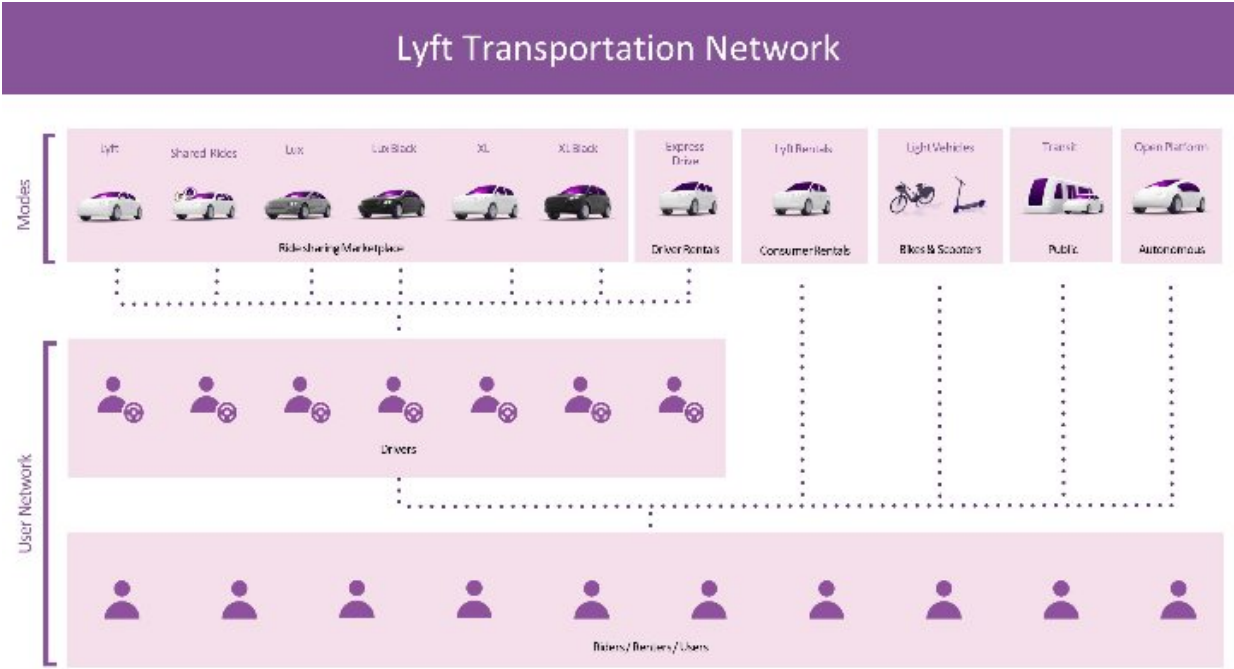 Lyft Transportation Network
Modes
Lyft
Shared Rides
Lux
Lux Black
XL
XL Black
Ridesharing Marketplace
Express
Drive
Driver Rentals
Lyft Rentals
Consumer Rentals
Light Vehicles
Bikes & Scooters
Transit
Public
Open Platform
Autonomous
User Network
Drivers
Riders / Renters / Users